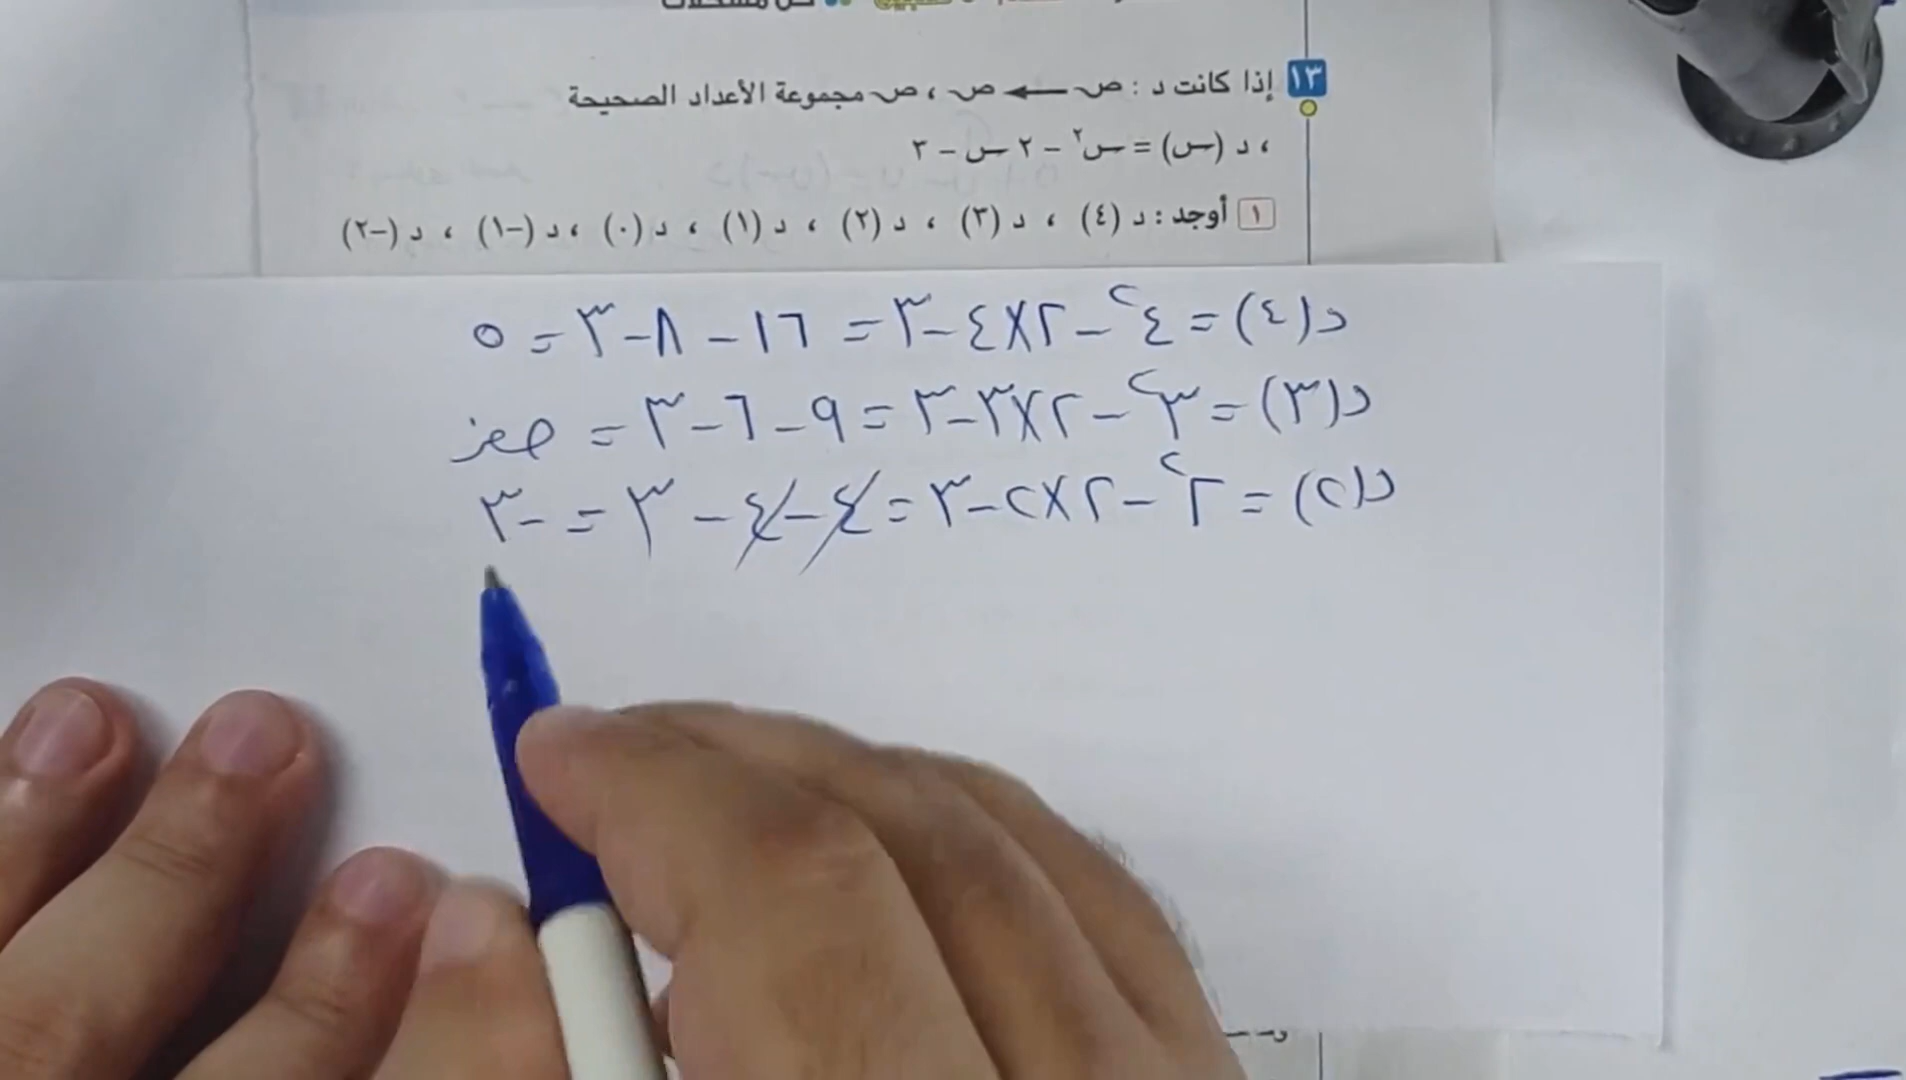 ١٣ إذا كانت د : ص ← ص ، ص مجموعة الأعداد الصحيحة
، د (س) = س٢ - ٢ س - ٣
١ أوجد : د (٤) ، د (٣) ، د (٢) ، د (١) ، د (٠) ، د (-١) ، د (-٢)
د(٤) = ٤٢ - ٢×٤ - ٣ = ١٦ - ٨ - ٣ = ٥
د(٣) = ٣٢ - ٢×٣ - ٣ = ٩ - ٦ - ٣ = صفر
د(٢) = ٢٢ - ٢×٢ - ٣ = ٤ - ٤ - ٣ = -٣